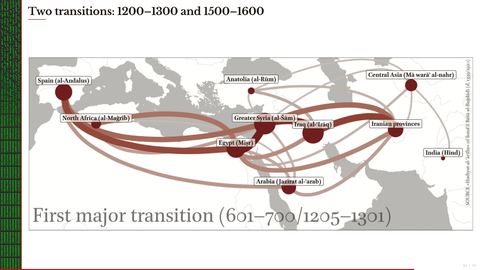 Two transitions: 1200–1300 and 1500–1600
Spain (al-Andalus)
Anatolia (al-Rūm)
Central Asia (Mā warāʾ al-nahr)
North Africa (al-Maġrib)
Greater Syria (al-Šām)
Iraq (al-ʿIrāq)
Iranian provinces
Egypt (Miṣr)
India (Hind)
Arabia (Jazīrat al-ʿarab)
First major transition (601–700/1205–1301)